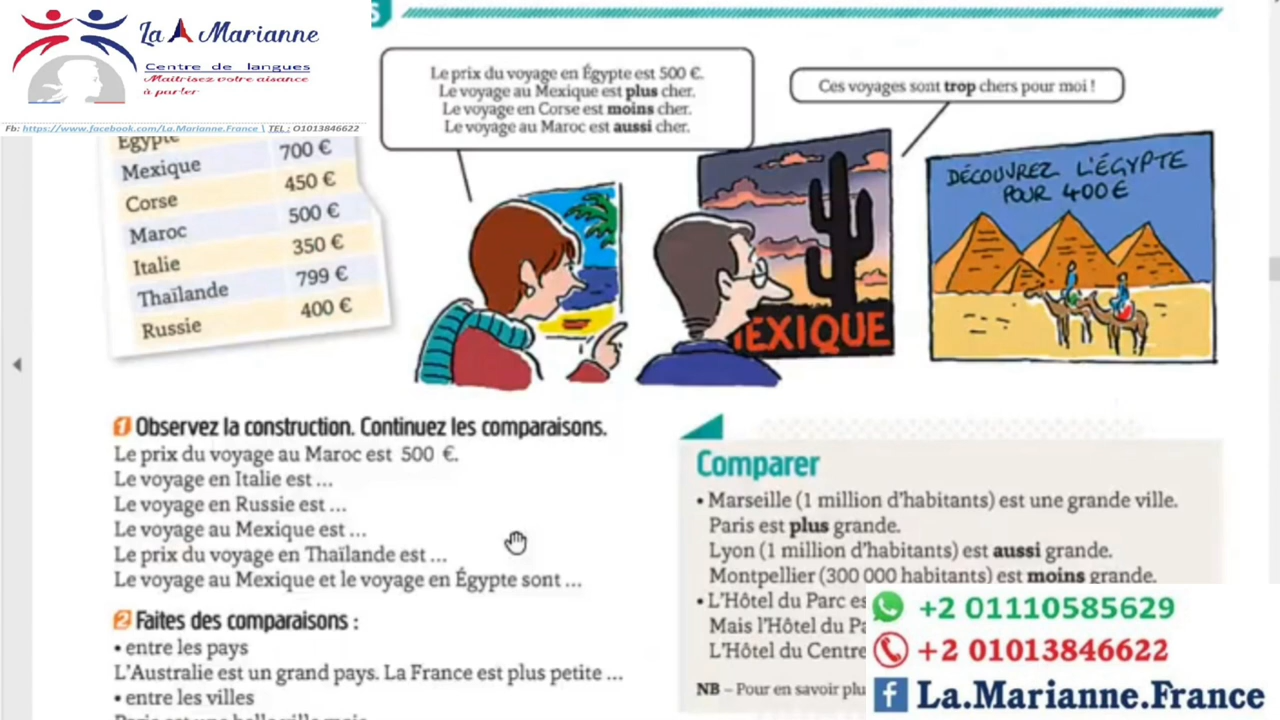 La Marianne
Centre de langues
Maîtrisez votre aisance
à parler
Fb: https://www.facebook.com/La.Marianne.France \ TEL : 01013846622
S
Le prix du voyage en Égypte est 500 €.
Le voyage au Mexique est plus cher.
Le voyage en Corse est moins cher.
Le voyage au Maroc est aussi cher.
Ces voyages sont trop chers pour moi !
Égypte
Mexique 700 €
Corse 450 €
Maroc 500 €
Italie 350 €
Thaïlande 799 €
Russie 400 €
MEXIQUE
DÉCOUVREZ L'ÉGYPTE
POUR 400 €
1 Observez la construction. Continuez les comparaisons.
Le prix du voyage au Maroc est 500 €.
Le voyage en Italie est ...
Le voyage en Russie est ...
Le voyage au Mexique est ...
Le prix du voyage en Thaïlande est ...
Le voyage au Mexique et le voyage en Égypte sont ...
2 Faites des comparaisons :
• entre les pays
L'Australie est un grand pays. La France est plus petite ...
• entre les villes
Paris est une belle ville mais
Comparer
• Marseille (1 million d'habitants) est une grande ville.
Paris est plus grande.
Lyon (1 million d'habitants) est aussi grande.
Montpellier (300 000 habitants) est moins grande.
• L'Hôtel du Parc es
Mais l'Hôtel du Pa
L'Hôtel du Centre
NB – Pour en savoir plu
+2 01110585629
+2 01013846622
La.Marianne.France